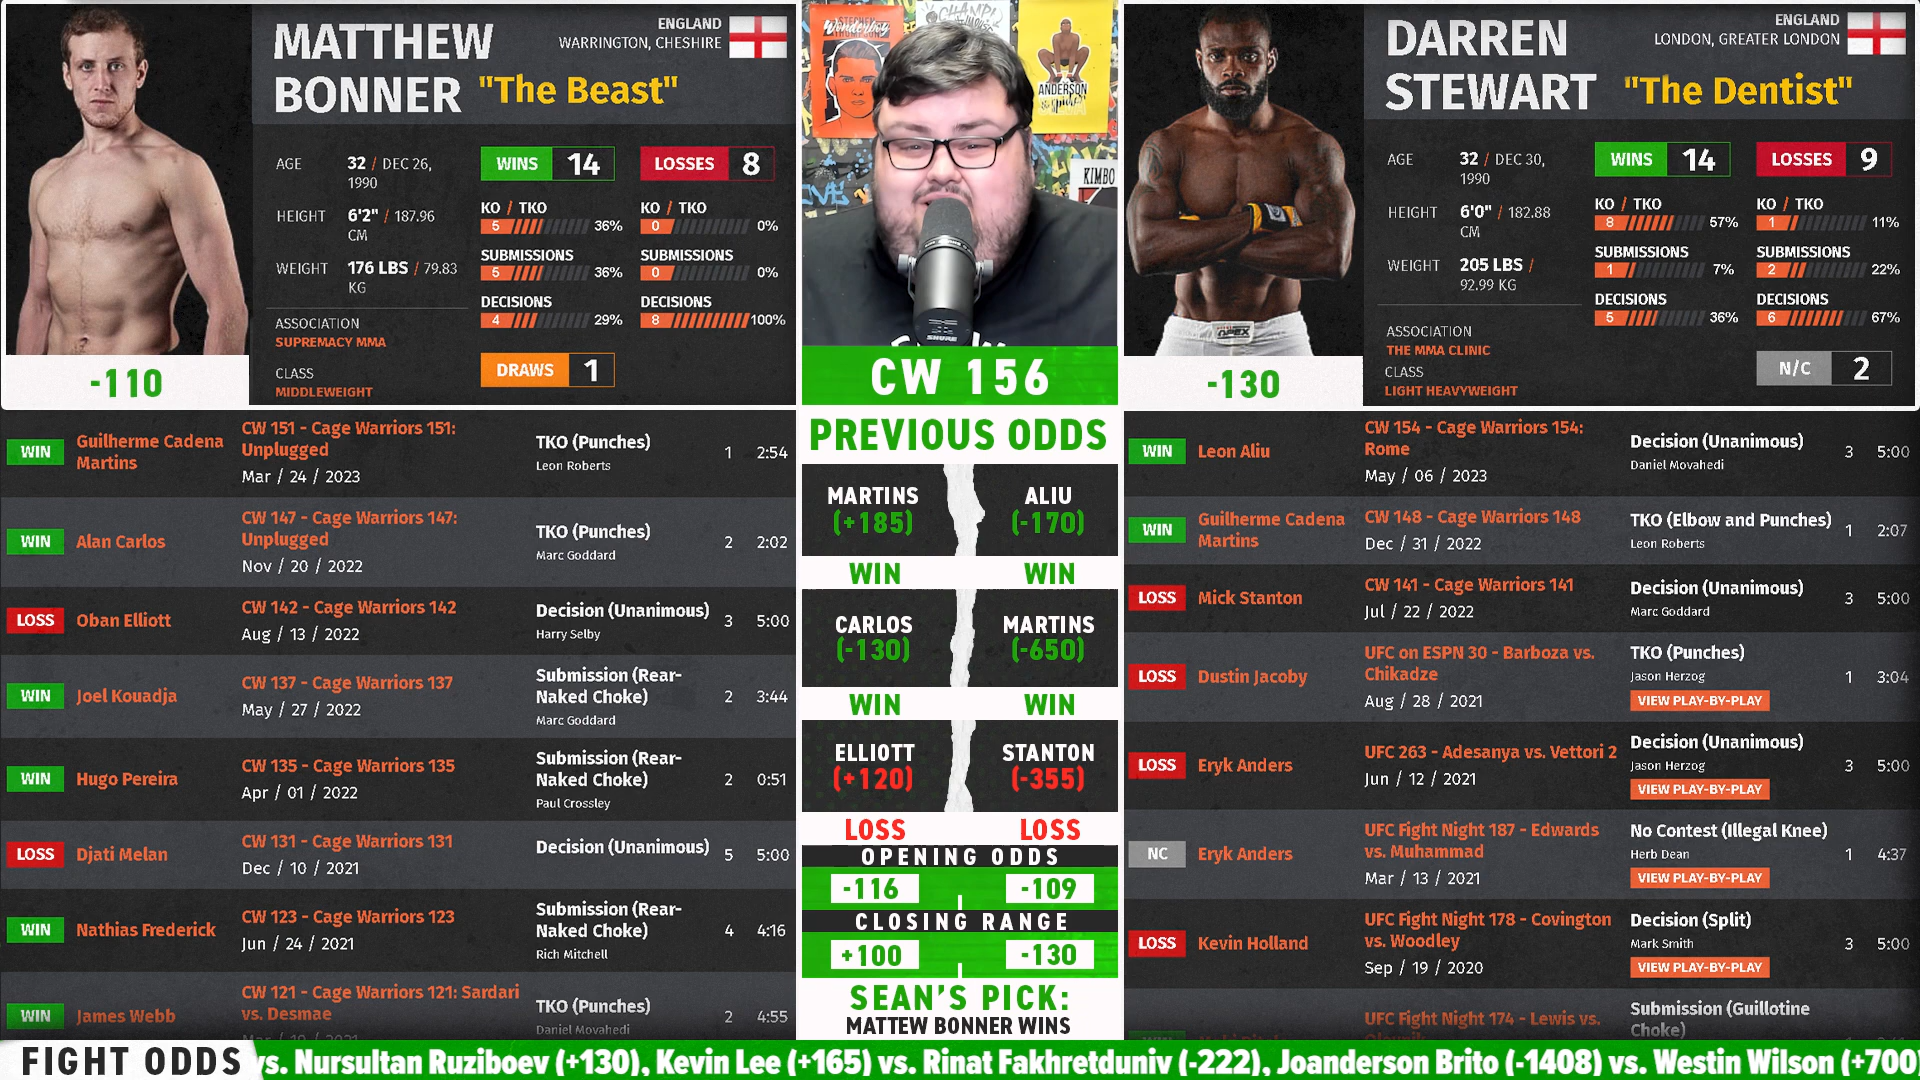 MATTHEW
BONNER "The Beast"
ENGLAND
WARRINGTON, CHESHIRE
AGE 32 / DEC 26,
1990
HEIGHT 6'2" / 187.96
CM
WEIGHT 176 LBS / 79.83
KG
ASSOCIATION
SUPREMACY MMA
CLASS
MIDDLEWEIGHT
WINS 14
KO / TKO
5 36%
SUBMISSIONS
5 36%
DECISIONS
4 29%
DRAWS 1
LOSSES 8
KO / TKO
0 0%
SUBMISSIONS
0 0%
DECISIONS
8 100%
-110
Wonderboy
ANDERSON
KIMBO
SHURE
CW 156
DARREN
STEWART "The Dentist"
ENGLAND
LONDON, GREATER LONDON
AGE 32 / DEC 30,
1990
HEIGHT 6'0" / 182.88
CM
WEIGHT 205 LBS /
92.99 KG
ASSOCIATION
THE MMA CLINIC
CLASS
LIGHT HEAVYWEIGHT
WINS 14
KO / TKO
8 57%
SUBMISSIONS
1 7%
DECISIONS
5 36%
LOSSES 9
KO / TKO
1 11%
SUBMISSIONS
2 22%
DECISIONS
6 67%
N/C 2
-130
WIN Guilherme Cadena
Martins
CW 151 - Cage Warriors 151:
Unplugged
Mar / 24 / 2023
TKO (Punches)
Leon Roberts
1 2:54
WIN Alan Carlos
CW 147 - Cage Warriors 147:
Unplugged
Nov / 20 / 2022
TKO (Punches)
Marc Goddard
2 2:02
LOSS Oban Elliott
CW 142 - Cage Warriors 142
Aug / 13 / 2022
Decision (Unanimous)
Harry Selby
3 5:00
WIN Joel Kouadja
CW 137 - Cage Warriors 137
May / 27 / 2022
Submission (Rear-
Naked Choke)
Marc Goddard
2 3:44
WIN Hugo Pereira
CW 135 - Cage Warriors 135
Apr / 01 / 2022
Submission (Rear-
Naked Choke)
Paul Crossley
2 0:51
LOSS Djati Melan
CW 131 - Cage Warriors 131
Dec / 10 / 2021
Decision (Unanimous)
5 5:00
WIN Nathias Frederick
CW 123 - Cage Warriors 123
Jun / 24 / 2021
Submission (Rear-
Naked Choke)
Rich Mitchell
4 4:16
WIN James Webb
CW 121 - Cage Warriors 121: Sardari
vs. Desmae
Mar / 19 / 2021
TKO (Punches)
Daniel Movahedi
2 4:55
PREVIOUS ODDS
MARTINS ALIU
(+185) (-170)
WIN WIN
CARLOS MARTINS
(-130) (-650)
WIN WIN
ELLIOTT STANTON
(+120) (-355)
LOSS LOSS
OPENING ODDS
-116 -109
CLOSING RANGE
+100 -130
SEAN'S PICK:
MATTEW BONNER WINS
WIN Leon Aliu
CW 154 - Cage Warriors 154:
Rome
May / 06 / 2023
Decision (Unanimous)
Daniel Movahedi
3 5:00
WIN Guilherme Cadena
Martins
CW 148 - Cage Warriors 148
Dec / 31 / 2022
TKO (Elbow and Punches)
Leon Roberts
1 2:07
LOSS Mick Stanton
CW 141 - Cage Warriors 141
Jul / 22 / 2022
Decision (Unanimous)
Marc Goddard
3 5:00
LOSS Dustin Jacoby
UFC on ESPN 30 - Barboza vs.
Chikadze
Aug / 28 / 2021
TKO (Punches)
Jason Herzog
VIEW PLAY-BY-PLAY
1 3:04
LOSS Eryk Anders
UFC 263 - Adesanya vs. Vettori 2
Jun / 12 / 2021
Decision (Unanimous)
Jason Herzog
VIEW PLAY-BY-PLAY
3 5:00
NC Eryk Anders
UFC Fight Night 187 - Edwards
vs. Muhammad
Mar / 13 / 2021
No Contest (Illegal Knee)
Herb Dean
VIEW PLAY-BY-PLAY
1 4:37
LOSS Kevin Holland
UFC Fight Night 178 - Covington
vs. Woodley
Sep / 19 / 2020
Decision (Split)
Mark Smith
VIEW PLAY-BY-PLAY
3 5:00
UFC Fight Night 174 - Lewis vs.
Submission (Guillotine
Choke)
FIGHT ODDS vs. Nursultan Ruziboev (+130), Kevin Lee (+165) vs. Rinat Fakhretduniv (-222), Joanderson Brito (-1408) vs. Westin Wilson (+700)